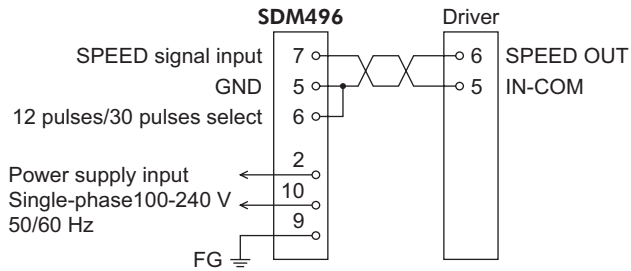 SDM496 Driver
SPEED signal input 7 6 SPEED OUT
GND 5 5 IN-COM
12 pulses/30 pulses select 6
2
Power supply input
10
Single-phase100-240 V
9
50/60 Hz
FG